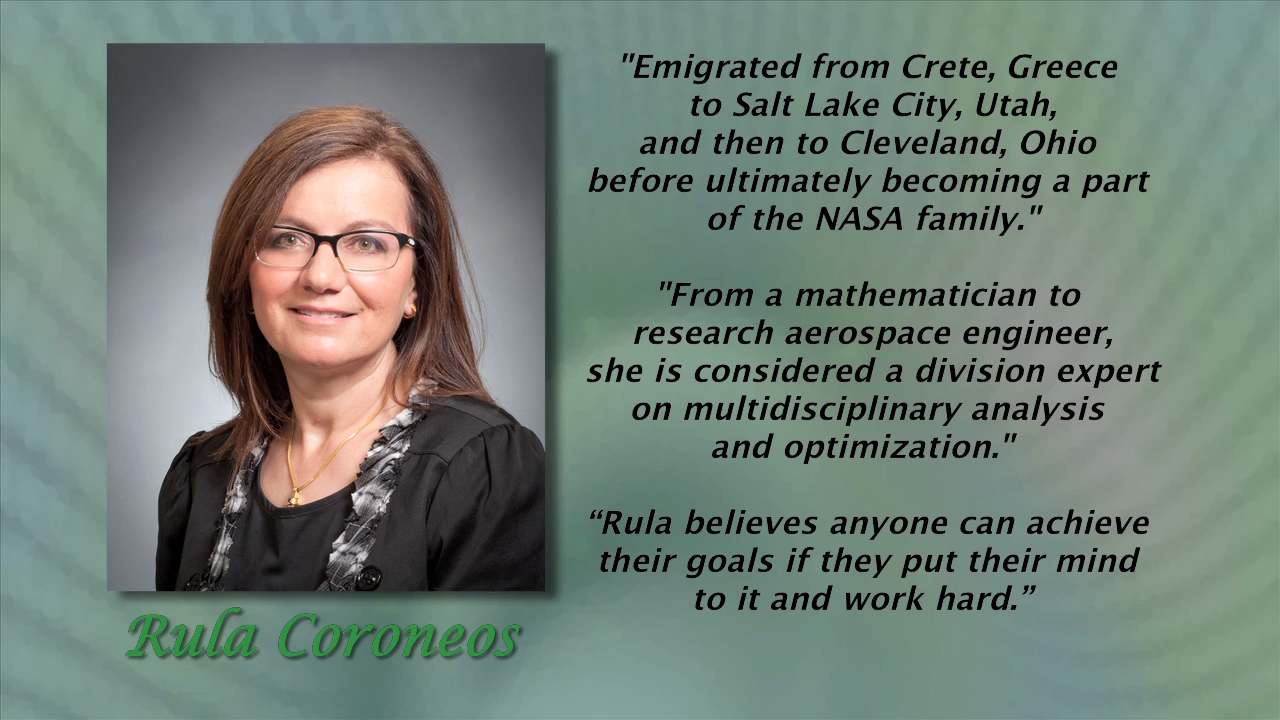 "Emigrated from Crete, Greece
to Salt Lake City, Utah,
and then to Cleveland, Ohio
before ultimately becoming a part
of the NASA family."
"From a mathematician to
research aerospace engineer,
she is considered a division expert
on multidisciplinary analysis
and optimization."
“Rula believes anyone can achieve
their goals if they put their mind
to it and work hard.”
Rula Coroneos